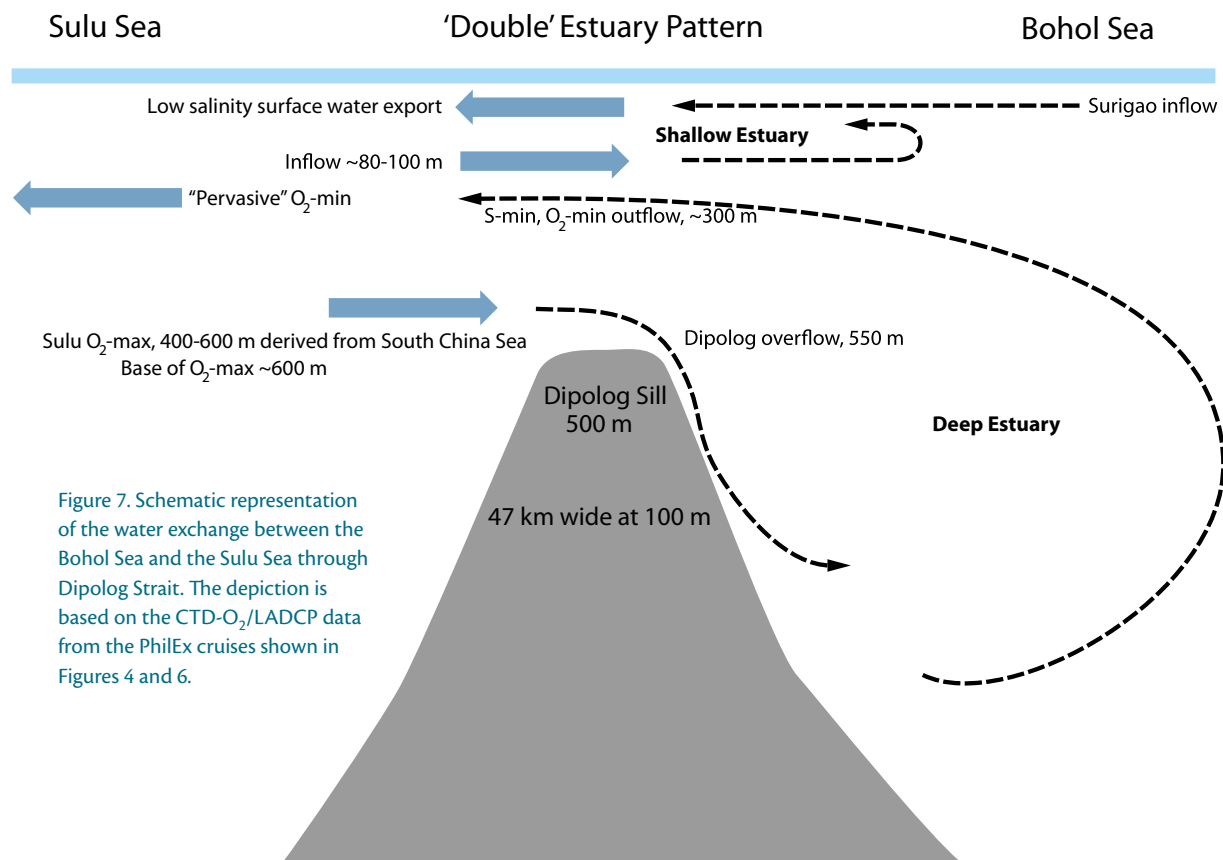 Sulu Sea
'Double' Estuary Pattern
Bohol Sea
Low salinity surface water export
Surigao inflow
Shallow Estuary
Inflow ~80-100 m
"Pervasive" O₂-min
S-min, O₂-min outflow, ~300 m
Sulu O₂-max, 400-600 m derived from South China Sea
Base of O₂-max ~600 m
Dipolog overflow, 550 m
Dipolog Sill
500 m
Deep Estuary
47 km wide at 100 m
Figure 7. Schematic representation
of the water exchange between the
Bohol Sea and the Sulu Sea through
Dipolog Strait. The depiction is
based on the CTD-O₂/LADCP data
from the PhilEx cruises shown in
Figures 4 and 6.